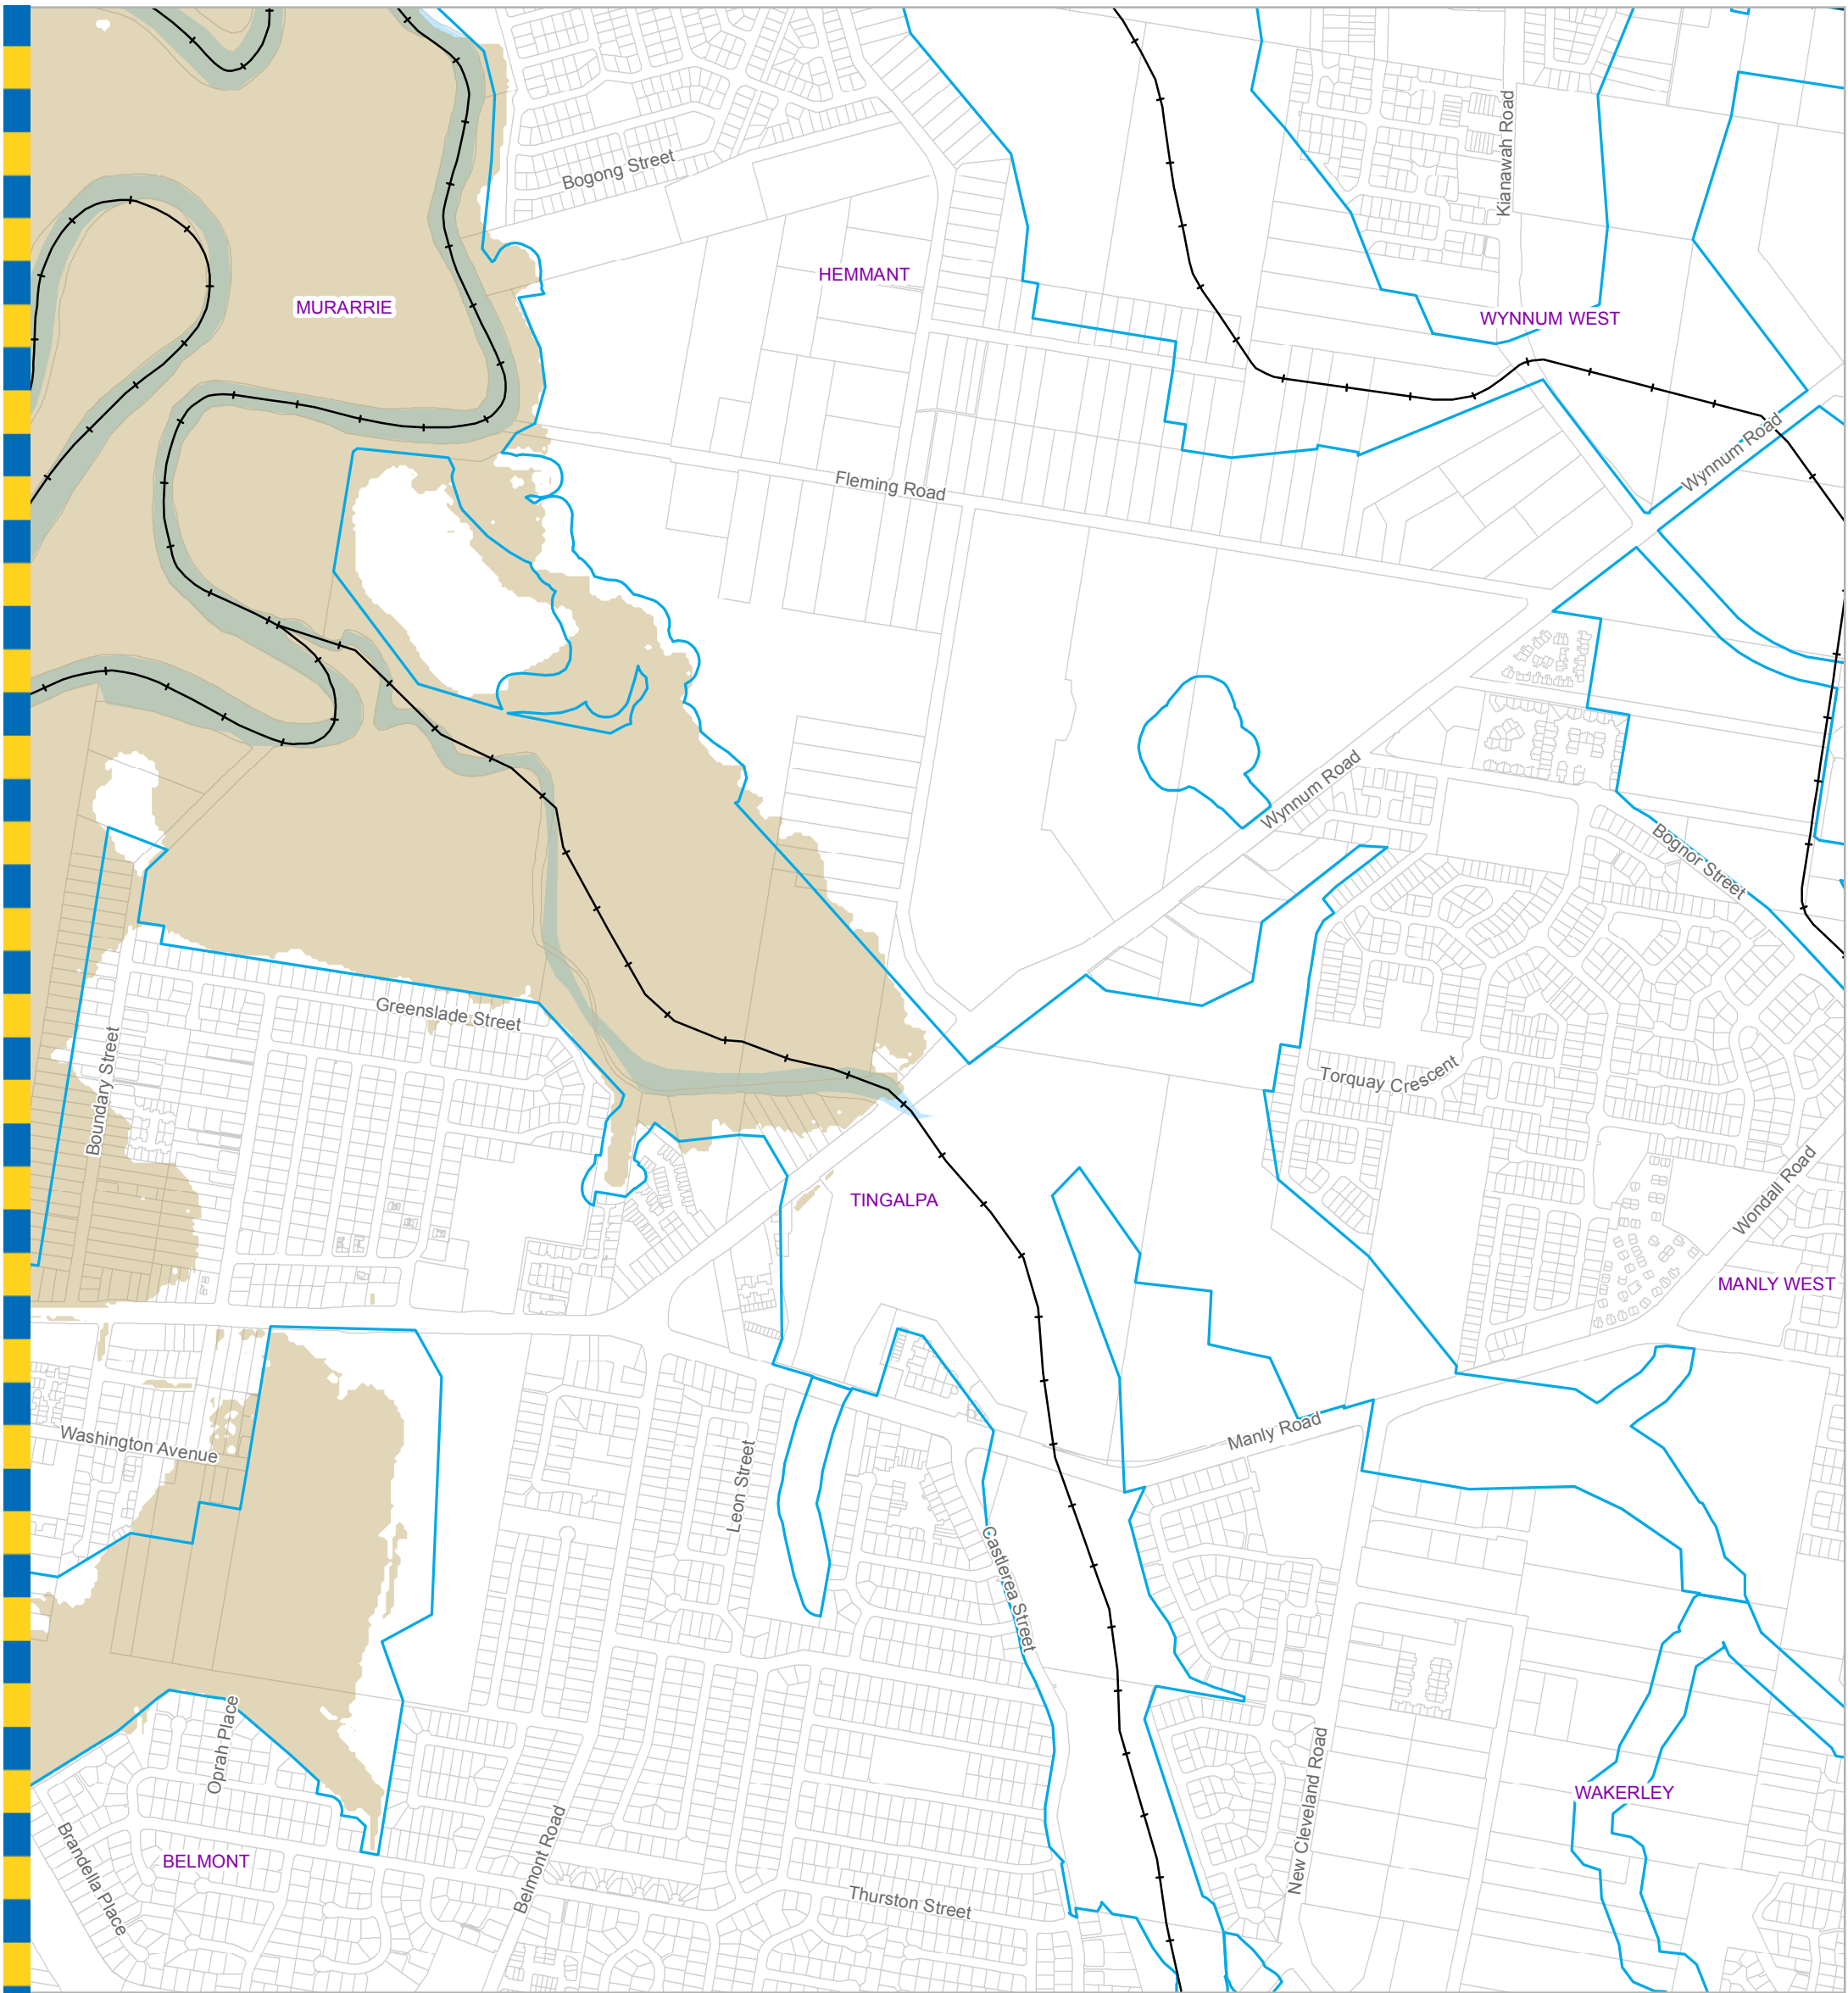 Bogong Street
Kianawah Road
HEMMANT
MURARRIE
WYNNUM WEST
Wynnum Road
Fleming Road
Wynnum Road
Bognor Street
Greenslade Street
Boundary Street
Torquay Crescent
Wondall Road
TINGALPA
MANLY WEST
Manly Road
Washington Avenue
Leon Street
Castlerea Street
Oprah Place
New Cleveland Road
WAKERLEY
Belmont Road
Brandella Place
BELMONT
Thurston Street